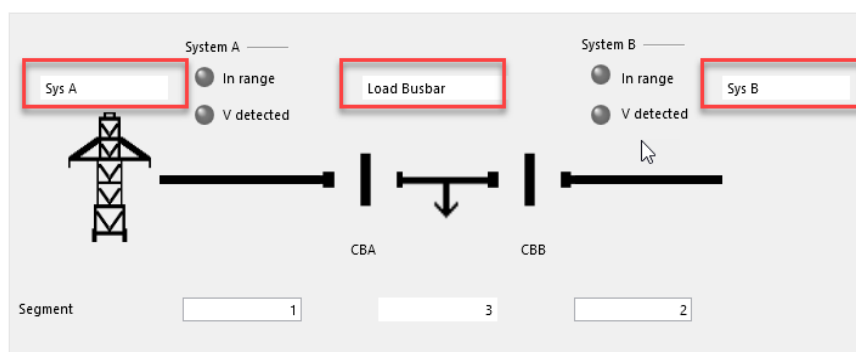 System A
System B
Sys A
In range
Load Busbar
In range
Sys B
V detected
V detected
CBA
CBB
Segment
1
3
2